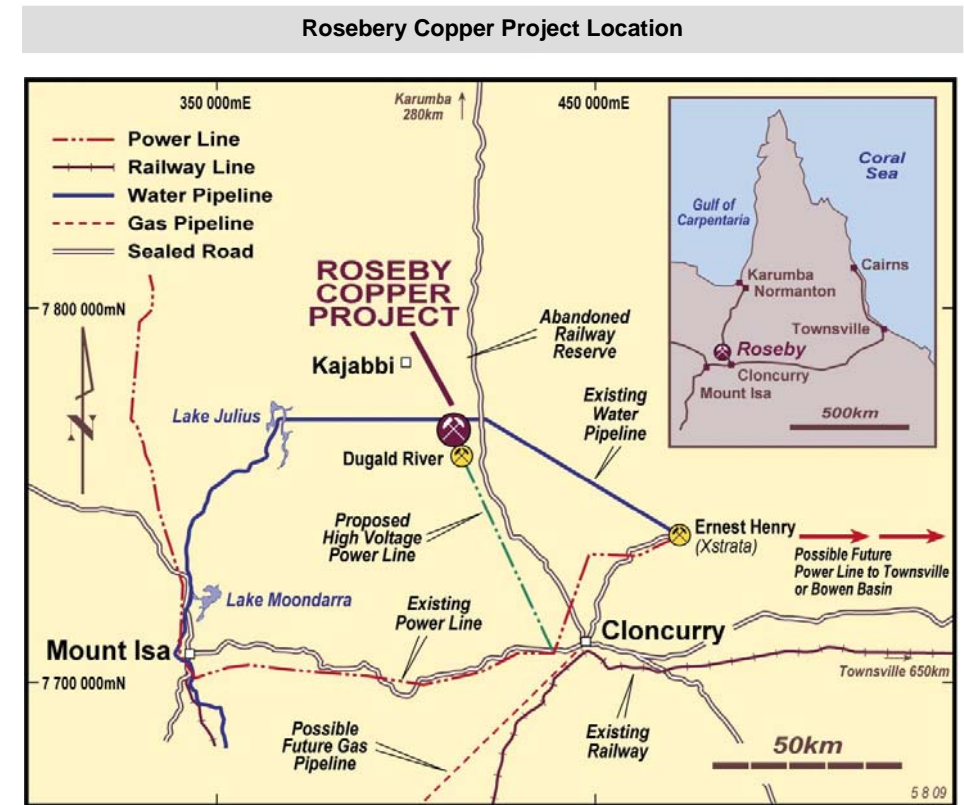 Rosebery Copper Project Location
350 000mE
Karumba
280km
450 000mE
Power Line
Railway Line
Water Pipeline
Gas Pipeline
Sealed Road
Coral
Sea
Gulf of
Carpentaria
Karumba
Normanton
Cairns
Townsville
Roseby
Cloncurry
Mount Isa
500km
ROSEBY
COPPER
PROJECT
7 800 000mN
Abandoned
Railway
Reserve
Kajabbi
N
Lake Julius
Existing
Water
Pipeline
Dugald River
Proposed
High Voltage
Power Line
Ernest Henry
(Xstrata)
Possible Future
Power Line to Townsville
or Bowen Basin
Lake Moondarra
Existing
Power Line
Cloncurry
Mount Isa
7 700 000mN
Townsville 650km
Possible
Future Gas
Pipeline
Existing
Railway
50km
5 8 09